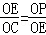 OE/OC = OP/OE